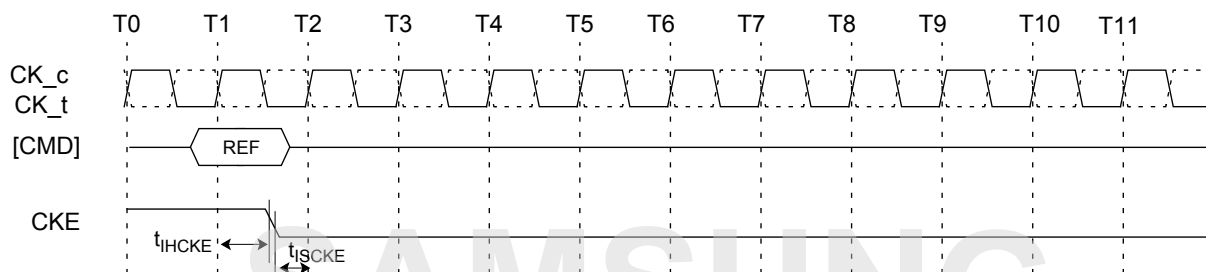 T0 T1 T2 T3 T4 T5 T6 T7 T8 T9 T10 T11
CK_c
CK_t
[CMD] REF
CKE
tIHCKE
tISCKE
SAMSUNG